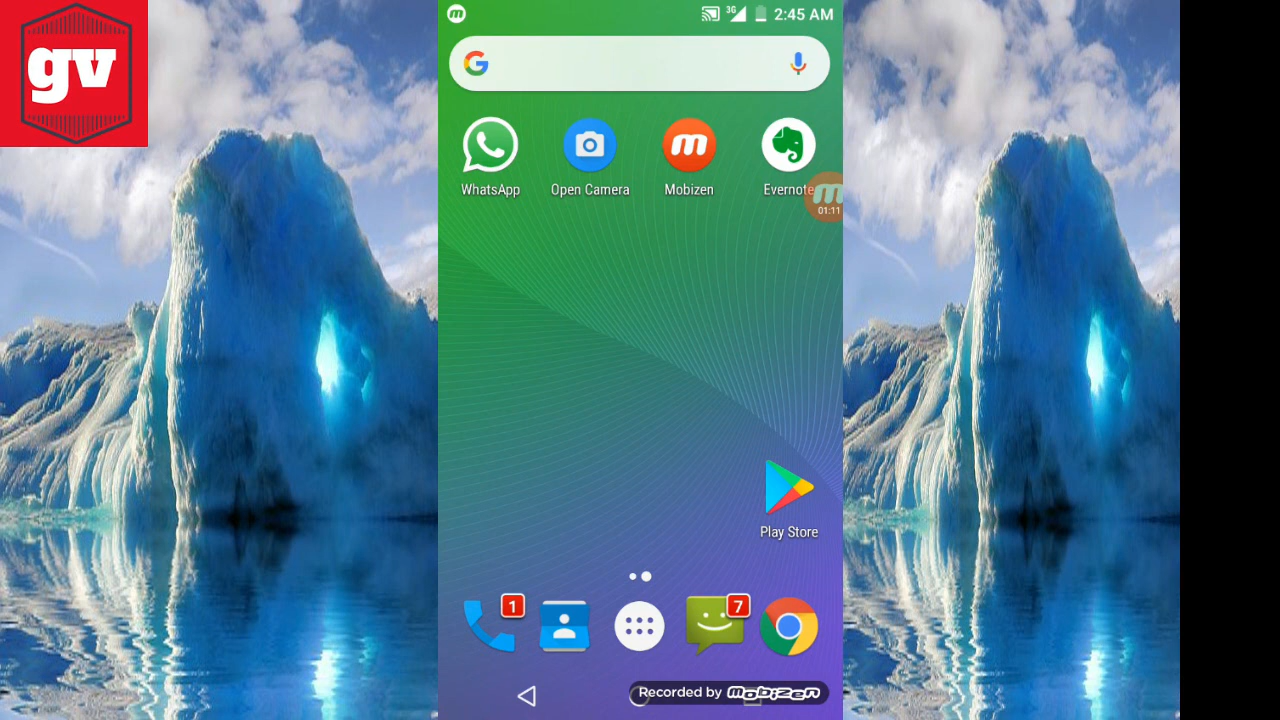 gv
3G
2:45 AM
WhatsApp
Open Camera
Mobizen
Evernote
01:11
Play Store
1
7
Recorded by mobizen